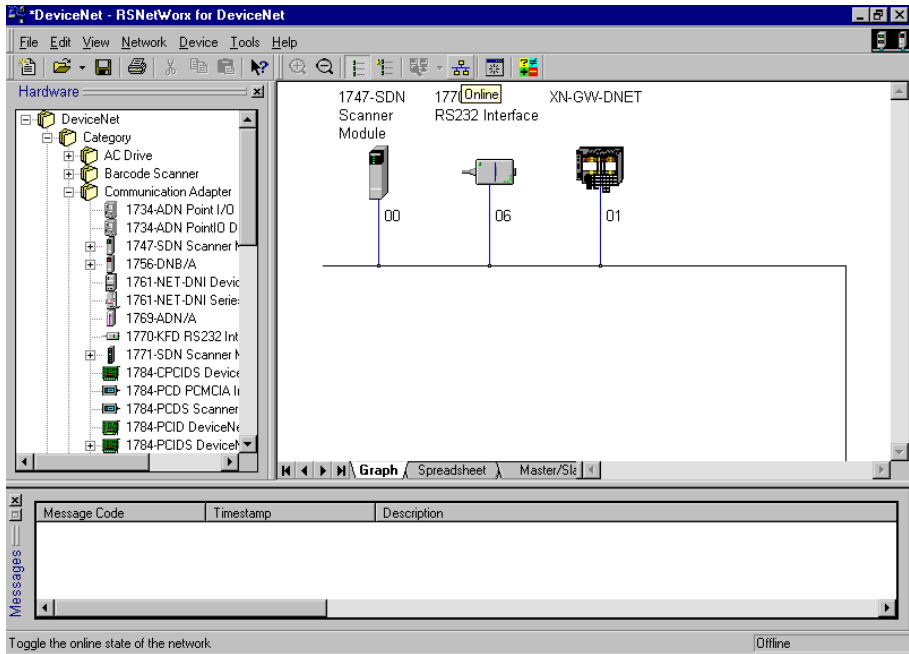 *DeviceNet - RSNetWorx for DeviceNet
File Edit View Network Device Tools Help
Hardware
DeviceNet
Category
AC Drive
Barcode Scanner
Communication Adapter
1734-ADN Point I/O
1734-ADN PointIO D
1747-SDN Scanner M
1756-DNB/A
1761-NET-DNI Devic
1761-NET-DNI Serie
1769-ADN/A
1770-KFD RS232 Int
1771-SDN Scanner M
1784-CPCIDS Device
1784-PCD PCMCIA I
1784-PCDS Scanner
1784-PCID DeviceNe
1784-PCIDS DeviceN
1747-SDN
Scanner
Module
00
177
Online
RS232 Interface
06
XN-GW-DNET
01
Graph Spreadsheet Master/Sla
Messages
Message Code Timestamp Description
Toggle the online state of the network Offline